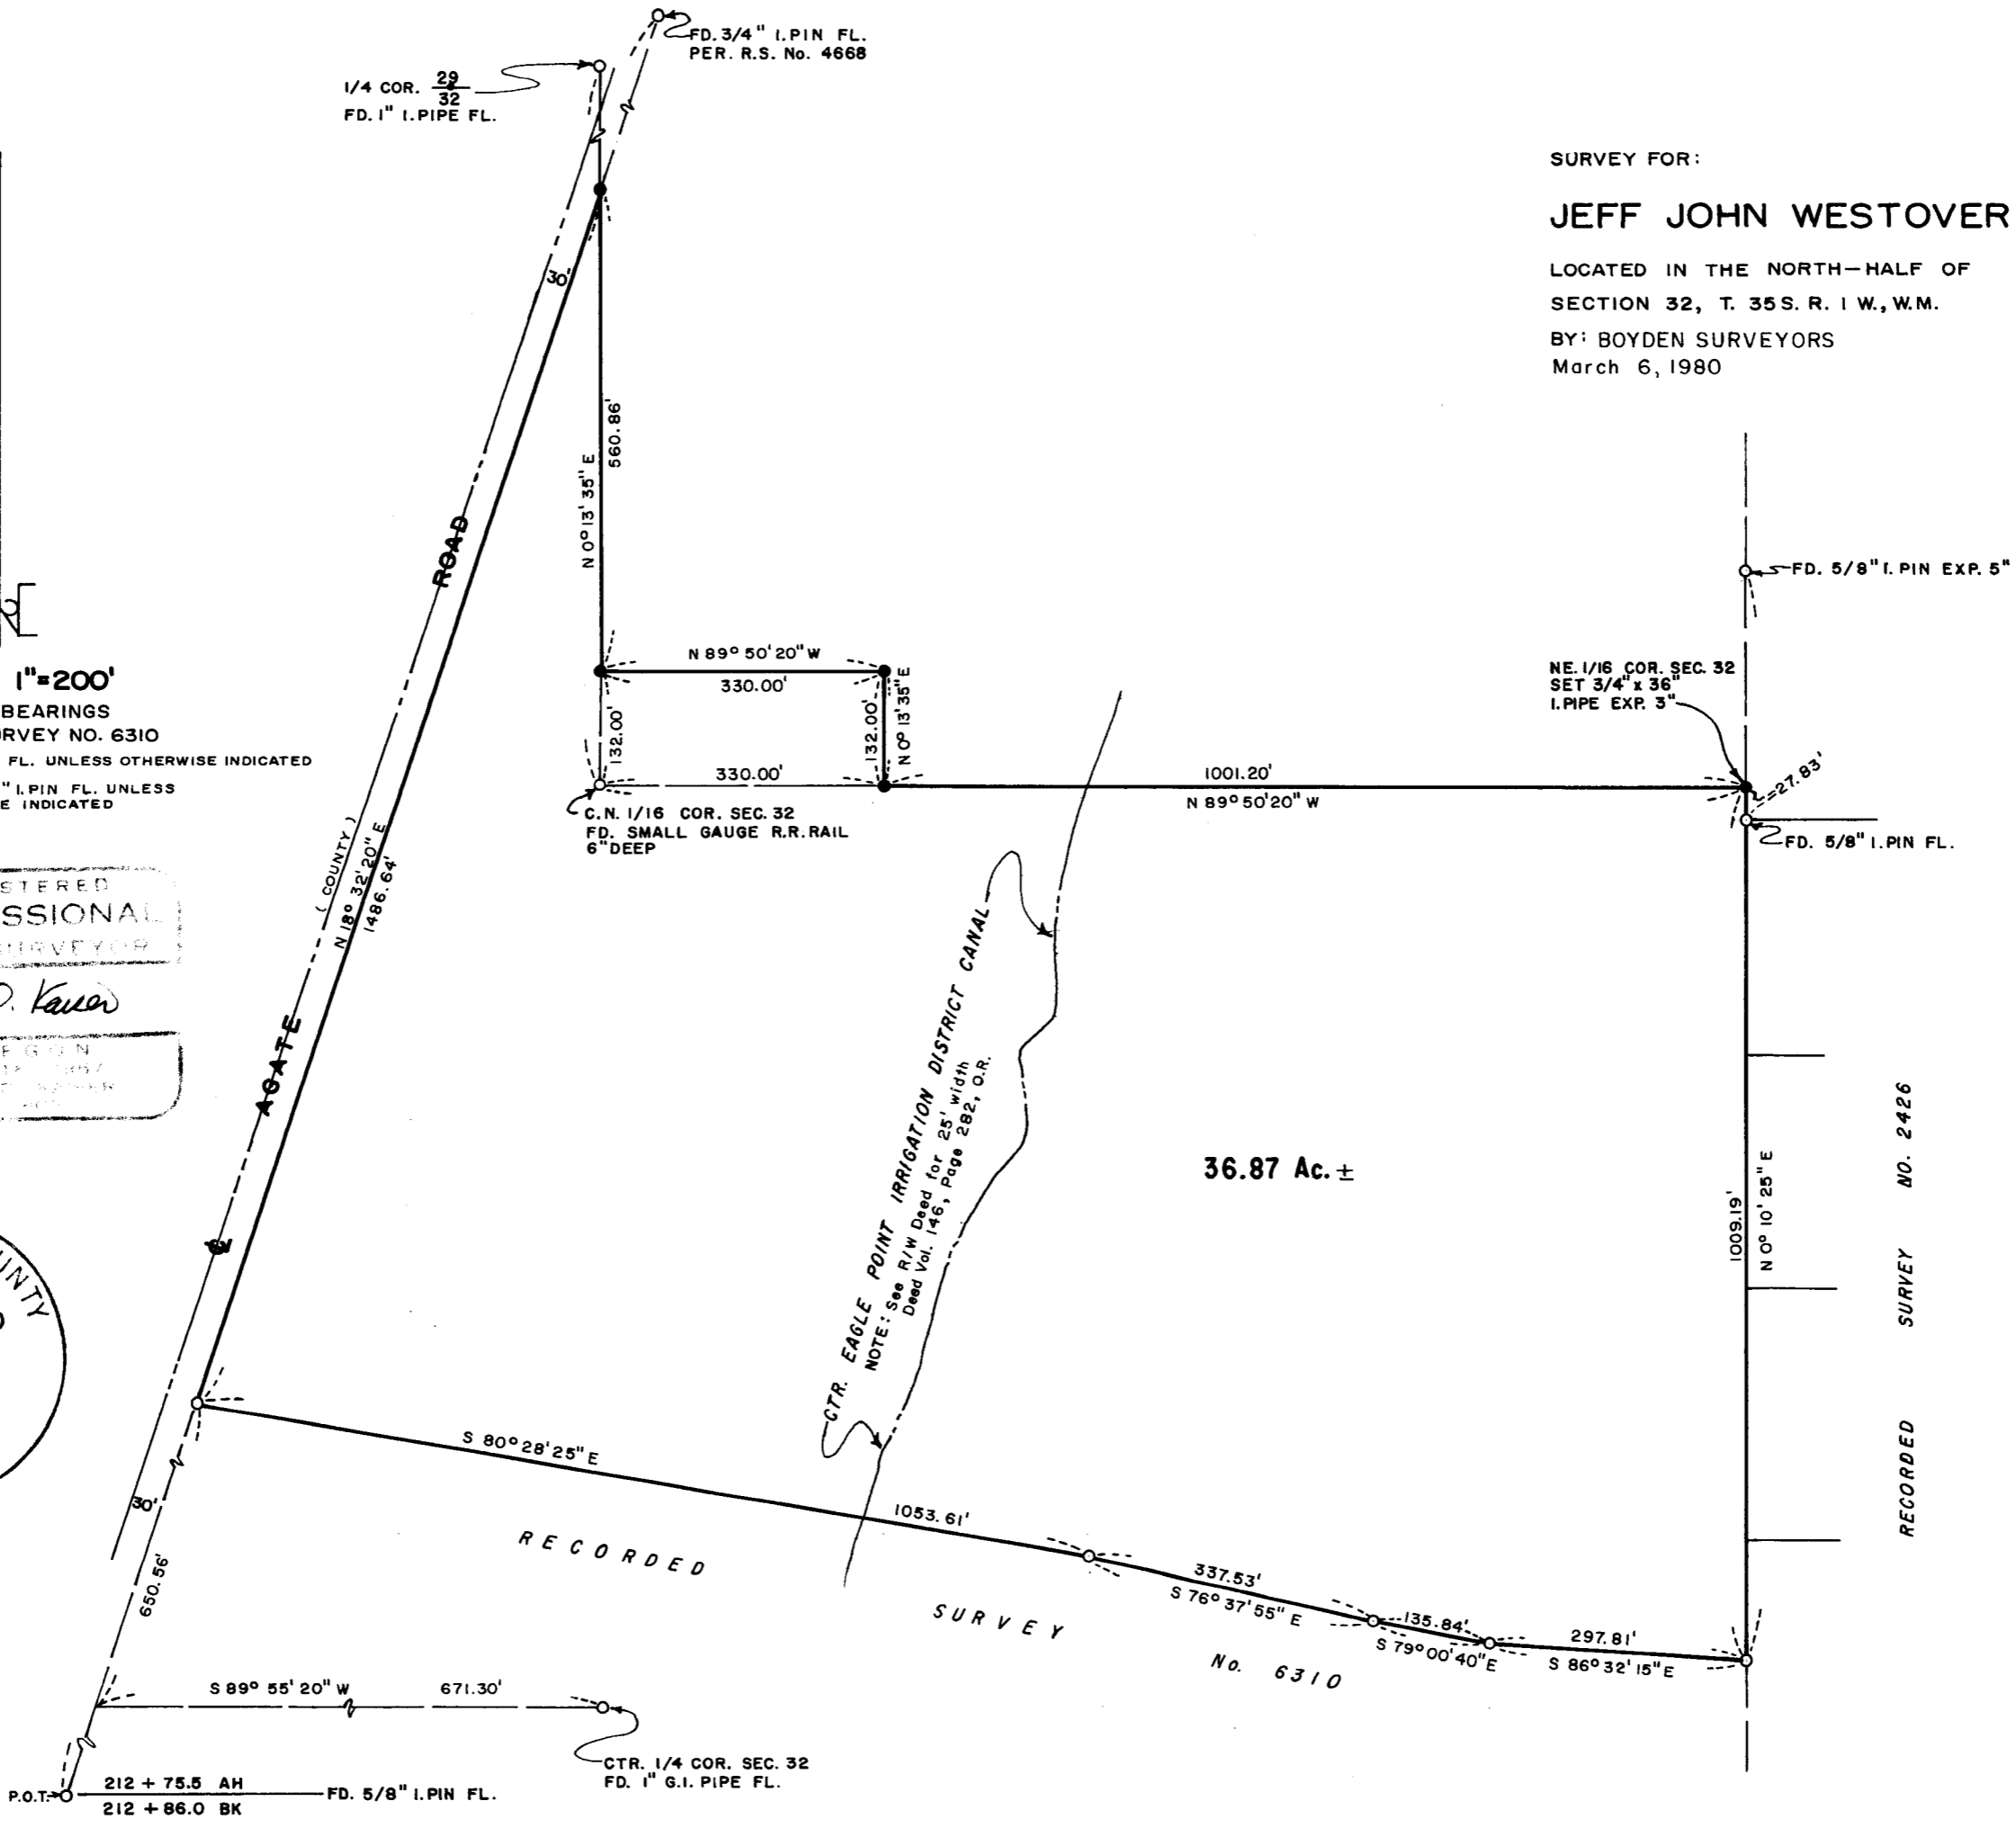 FD. 3/4" I.PIN FL.
PER. R.S. No. 4668
1/4 COR. 29
32
FD. 1" I.PIPE FL.
SURVEY FOR:
JEFF JOHN WESTOVER
LOCATED IN THE NORTH-HALF OF
SECTION 32, T. 35 S. R. 1 W., W.M.
BY: BOYDEN SURVEYORS
March 6, 1980
30'
560.86'
N 0° 13' 35" E
ROAD
FD. 5/8" I. PIN EXP. 5"
1"=200'
BEARINGS
RVEY NO. 6310
FL. UNLESS OTHERWISE INDICATED
" I.PIN FL. UNLESS
E INDICATED
N 89° 50' 20" W
330.00'
132.00'
132.00'
N 0° 13' 35" E
330.00'
C.N. 1/16 COR. SEC. 32
FD. SMALL GAUGE R.R. RAIL
6" DEEP
NE. 1/16 COR. SEC. 32
SET 3/4" x 36"
I.PIPE EXP. 3"
1001.20'
N 89° 50' 20" W
27.83'
FD. 5/8" I.PIN FL.
( COUNTY )
N 18° 32' 20" E
1486.64'
STERED
SSIONAL
SURVEYOR
EGON
AGATE
CTR. EAGLE POINT IRRIGATION DISTRICT CANAL
NOTE: See R/W Deed for 25' width
Deed Vol. 146, Page 282, O.R.
36.87 Ac. ±
1009.19'
N 0° 10' 25" E
RECORDED SURVEY NO. 2426
UNTY
S 80° 28' 25" E
1053.61'
337.53'
S 76° 37' 55" E
135.84'
S 79° 00' 40" E
297.81'
S 86° 32' 15" E
30'
650.56'
RECORDED
SURVEY
No. 6310
S 89° 55' 20" W 671.30'
CTR. 1/4 COR. SEC. 32
FD. 1" G.I. PIPE FL.
P.O.T.
212 + 75.5 AH
212 + 86.0 BK
FD. 5/8" I.PIN FL.